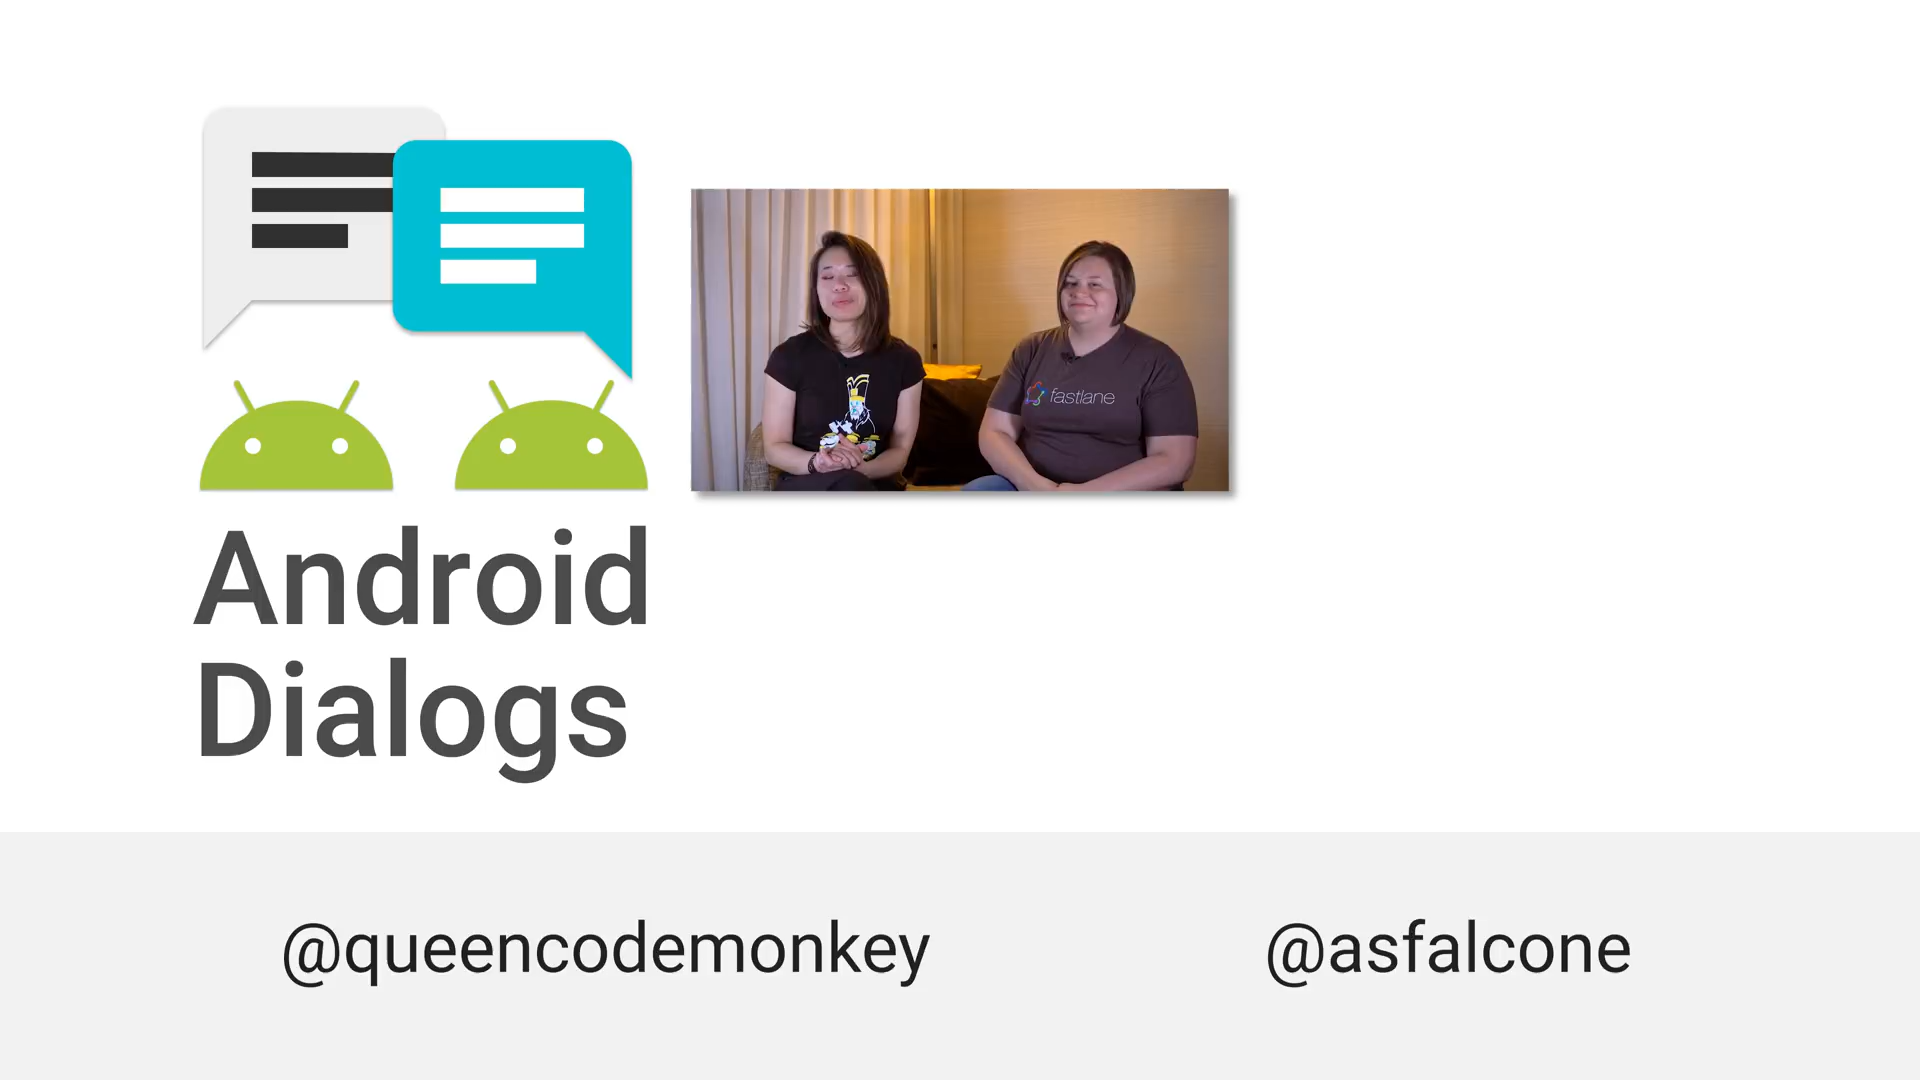 fastlane
Android
Dialogs
@queencodemonkey
@asfalcone